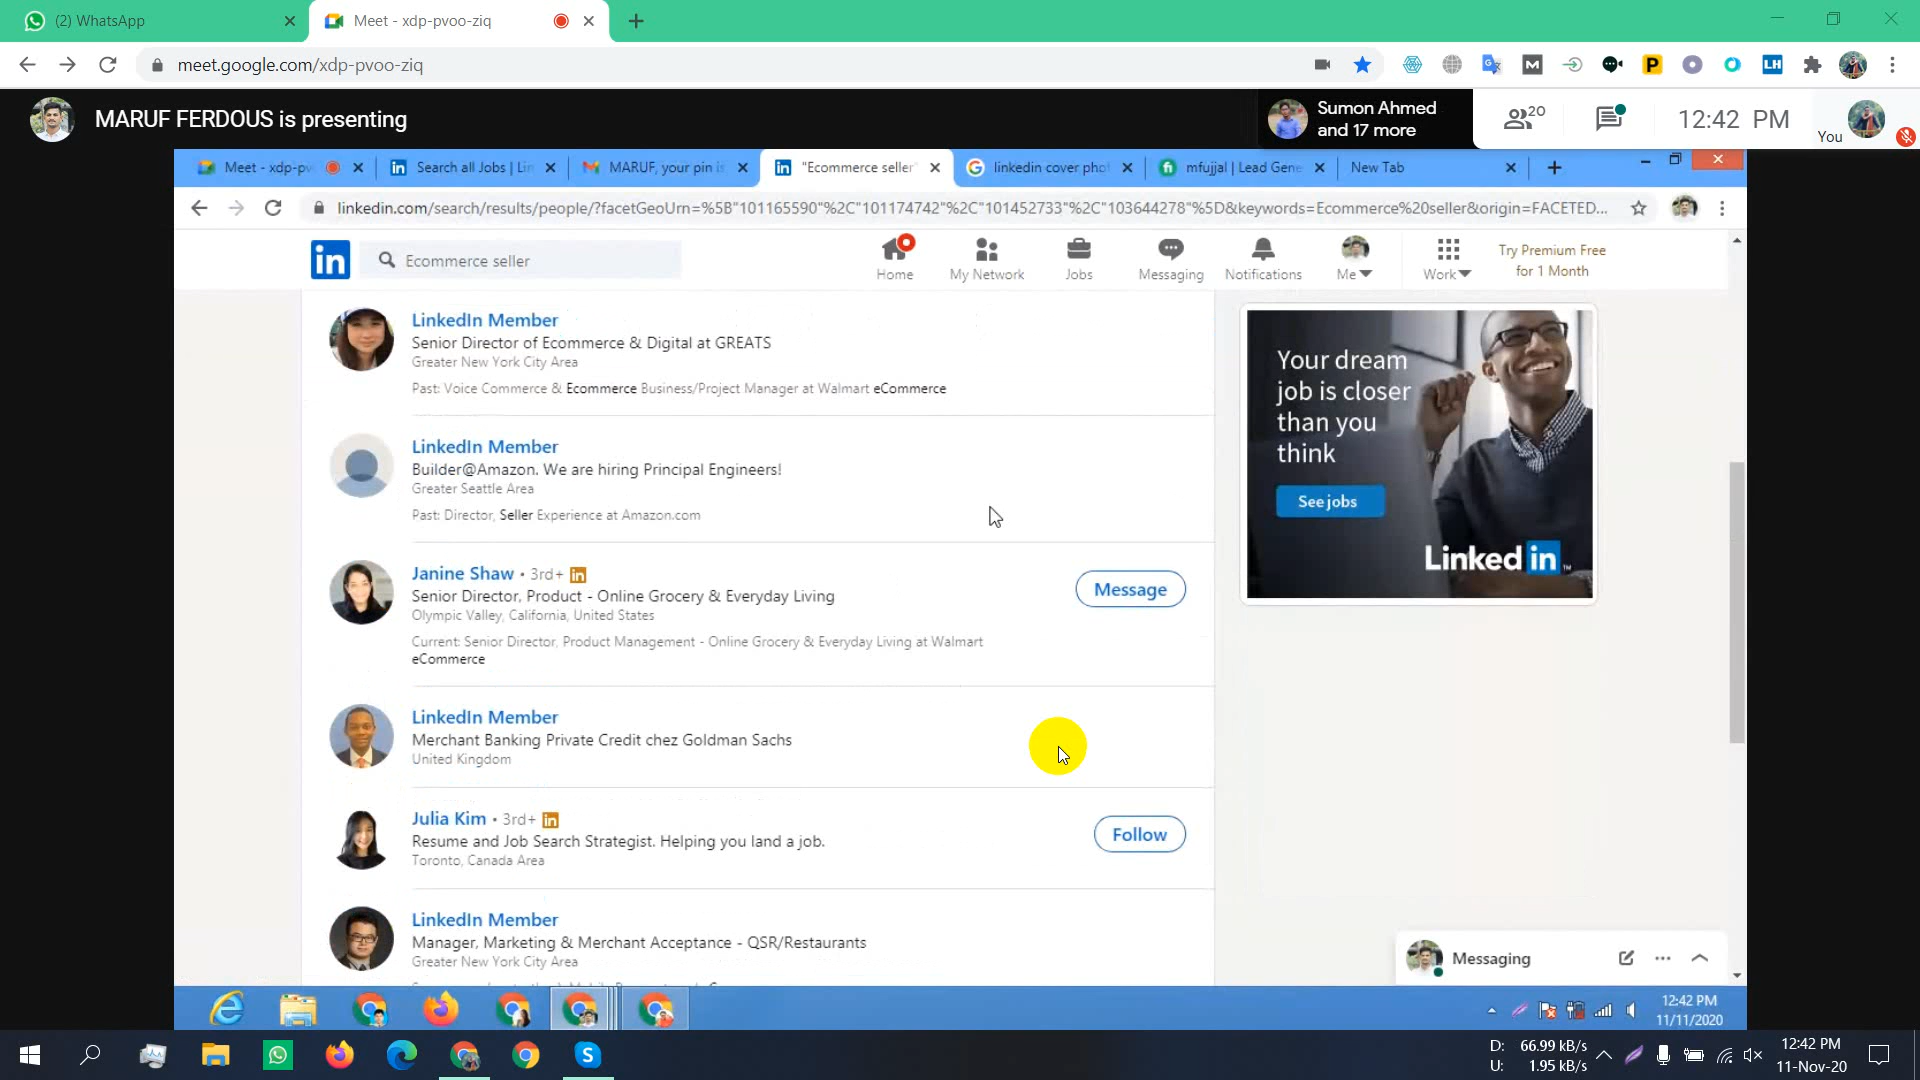 (2) WhatsApp
Meet - xdp-pvoo-ziq
meet.google.com/xdp-pvoo-ziq
MARUF FERDOUS is presenting
Sumon Ahmed
and 17 more
20
12:42 PM
You
Meet - xdp-pv
Search all Jobs | Lin
MARUF, your pin is
"Ecommerce seller"
linkedin cover phot
mfujjal | Lead Gene
New Tab
linkedin.com/search/results/people/?facetGeoUrn=%5B"101165590"%2C"101174742"%2C"101452733"%2C"103644278"%5D&keywords=Ecommerce%20seller&origin=FACETED...
in
Ecommerce seller
Home
My Network
Jobs
Messaging
Notifications
Me
Work
Try Premium Free
for 1 Month
LinkedIn Member
Senior Director of Ecommerce & Digital at GREATS
Greater New York City Area
Past: Voice Commerce & Ecommerce Business/Project Manager at Walmart eCommerce
LinkedIn Member
Builder@Amazon. We are hiring Principal Engineers!
Greater Seattle Area
Past: Director, Seller Experience at Amazon.com
Janine Shaw • 3rd+ in
Senior Director, Product - Online Grocery & Everyday Living
Olympic Valley, California, United States
Current: Senior Director, Product Management - Online Grocery & Everyday Living at Walmart
eCommerce
Message
LinkedIn Member
Merchant Banking Private Credit chez Goldman Sachs
United Kingdom
Julia Kim • 3rd+ in
Resume and Job Search Strategist. Helping you land a job.
Toronto, Canada Area
Follow
LinkedIn Member
Manager, Marketing & Merchant Acceptance - QSR/Restaurants
Greater New York City Area
Your dream
job is closer
than you
think
See jobs
Linked in
Messaging
12:42 PM
11/11/2020
D: 66.99 kB/s
U: 1.95 kB/s
12:42 PM
11-Nov-20